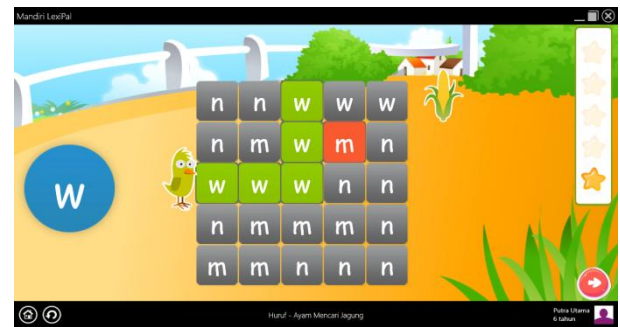 Mandiri LexiPal
n n w w w
n m w m n
w
w w w n n
n m m m n
m m n n n
Huruf - Ayam Mencari Jagung
Putra Utama
6 tahun